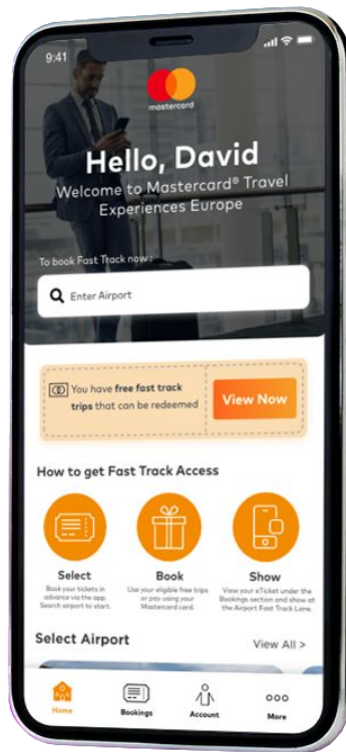 9:41
mastercard
Hello, David
Welcome to Mastercard® Travel
Experiences Europe
To book Fast Track now:
Enter Airport
You have free fast track
trips that can be redeemed
View Now
How to get Fast Track Access
Select
Book your tickets in
advance via the app.
Search airport to start.
Book
Use your eligible free trips
or pay using your
Mastercard card.
Show
View your eTicket under the
Bookings section and show at
the Airport Fast Track Lane.
Select Airport
View All >
Home
Bookings
Account
More